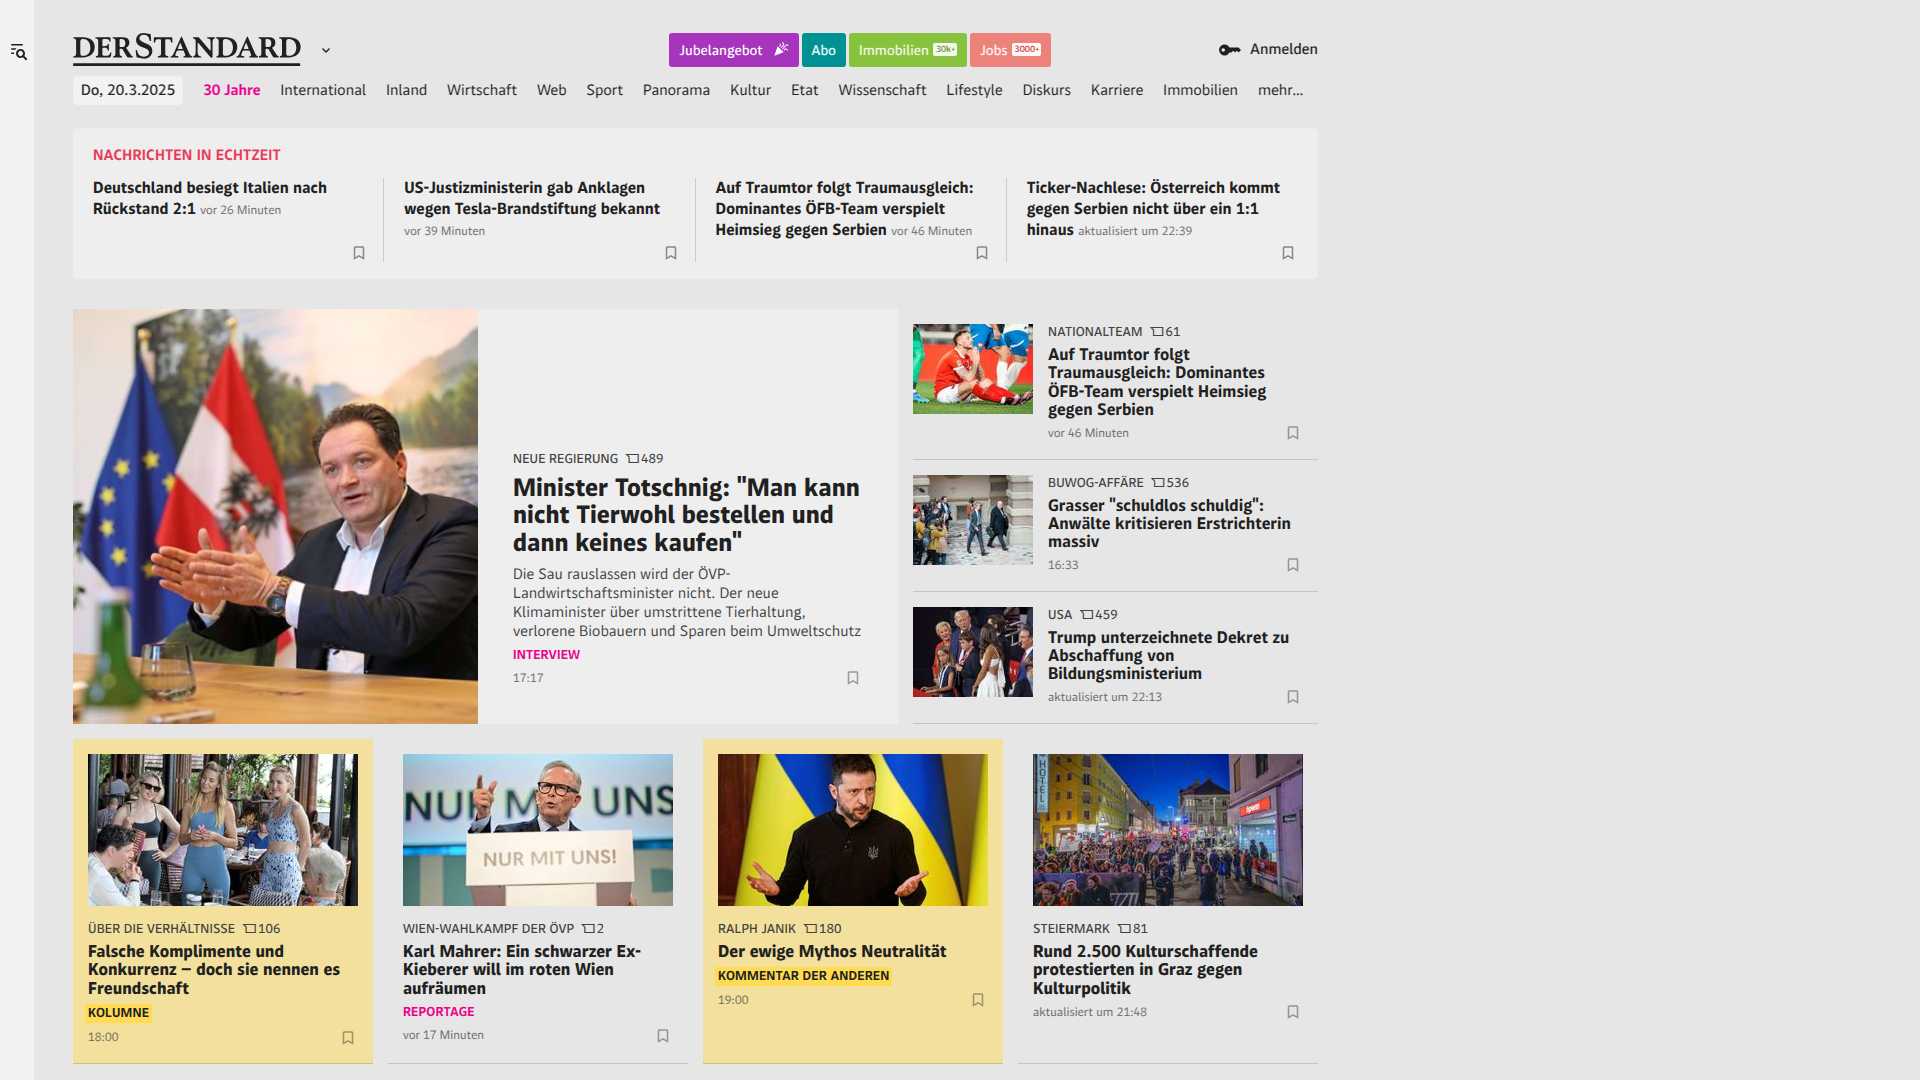 DERSTANDARD
Jubelangebot
Abo
Immobilien 30k+
Jobs 3000+
Anmelden
Do, 20.3.2025
30 Jahre
International
Inland
Wirtschaft
Web
Sport
Panorama
Kultur
Etat
Wissenschaft
Lifestyle
Diskurs
Karriere
Immobilien
mehr...
NACHRICHTEN IN ECHTZEIT
Deutschland besiegt Italien nach
Rückstand 2:1 vor 26 Minuten
US-Justizministerin gab Anklagen
wegen Tesla-Brandstiftung bekannt
vor 39 Minuten
Auf Traumtor folgt Traumausgleich:
Dominantes ÖFB-Team verspielt
Heimsieg gegen Serbien vor 46 Minuten
Ticker-Nachlese: Österreich kommt
gegen Serbien nicht über ein 1:1
hinaus aktualisiert um 22:39
NEUE REGIERUNG 489
Minister Totschnig: "Man kann
nicht Tierwohl bestellen und
dann keines kaufen"
Die Sau rauslassen wird der ÖVP-
Landwirtschaftsminister nicht. Der neue
Klimaminister über umstrittene Tierhaltung,
verlorene Biobauern und Sparen beim Umweltschutz
INTERVIEW
17:17
NATIONALTEAM 61
Auf Traumtor folgt
Traumausgleich: Dominantes
ÖFB-Team verspielt Heimsieg
gegen Serbien
vor 46 Minuten
BUWOG-AFFÄRE 536
Grasser "schuldlos schuldig":
Anwälte kritisieren Erstrichterin
massiv
16:33
USA 459
Trump unterzeichnete Dekret zu
Abschaffung von
Bildungsministerium
aktualisiert um 22:13
ÜBER DIE VERHÄLTNISSE 106
Falsche Komplimente und
Konkurrenz – doch sie nennen es
Freundschaft
KOLUMNE
18:00
NUR MIT UNS
NUR MIT UNS!
WIEN-WAHLKAMPF DER ÖVP 2
Karl Mahrer: Ein schwarzer Ex-
Kieberer will im roten Wien
aufräumen
REPORTAGE
vor 17 Minuten
RALPH JANIK 180
Der ewige Mythos Neutralität
KOMMENTAR DER ANDEREN
19:00
HOTEL
STEIERMARK 81
Rund 2.500 Kulturschaffende
protestierten in Graz gegen
Kulturpolitik
aktualisiert um 21:48